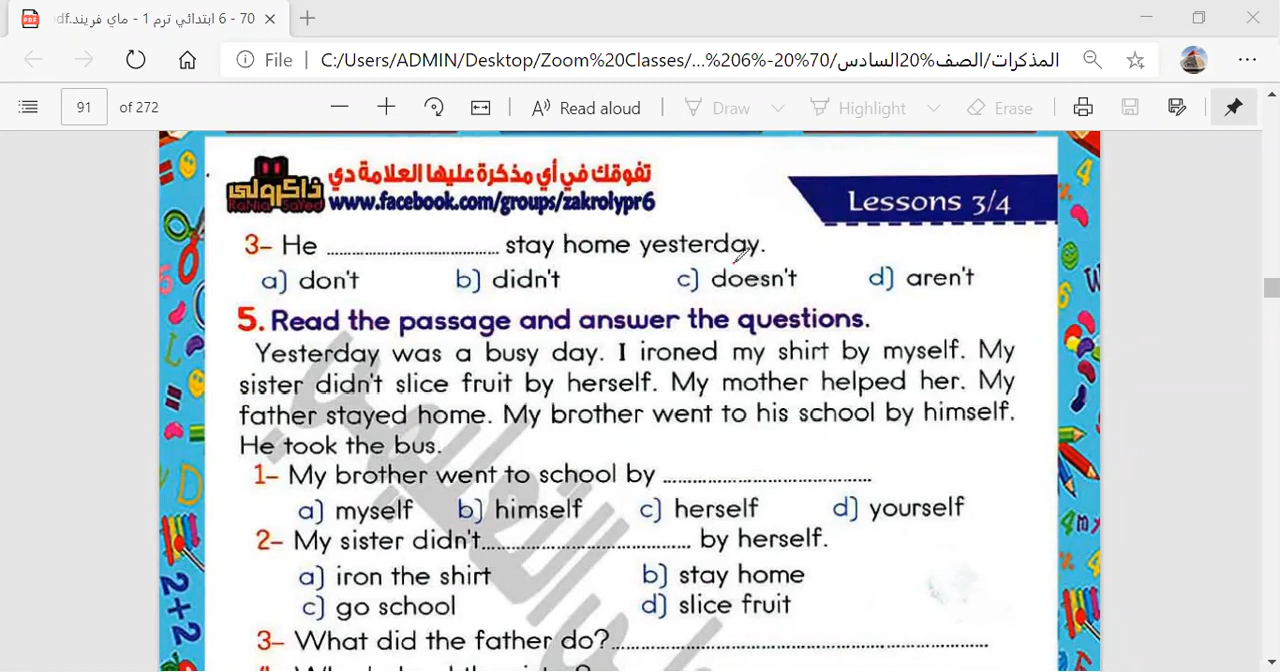 70 - 6 ابتدائي ترم 1 - ماي فريند.pdf
File C:/Users/ADMIN/Desktop/Zoom%20Classes/المذكرات/الصف%20السادس/70%20-%206%...
91 of 272 Read aloud Draw Highlight Erase
تفوقك في أي مذكرة عليها العلامة دي
ذاكرولى
RaNia SaYed
www.facebook.com/groups/zakrolypr6
Lessons 3/4
3- He ........................................ stay home yesterday.
a) don't b) didn't c) doesn't d) aren't
5. Read the passage and answer the questions.
Yesterday was a busy day. I ironed my shirt by myself. My
sister didn't slice fruit by herself. My mother helped her. My
father stayed home. My brother went to his school by himself.
He took the bus.
1- My brother went to school by ................................................
a) myself b) himself c) herself d) yourself
2- My sister didn't................................................ by herself.
a) iron the shirt b) stay home
c) go school d) slice fruit
3- What did the father do?................................................................................